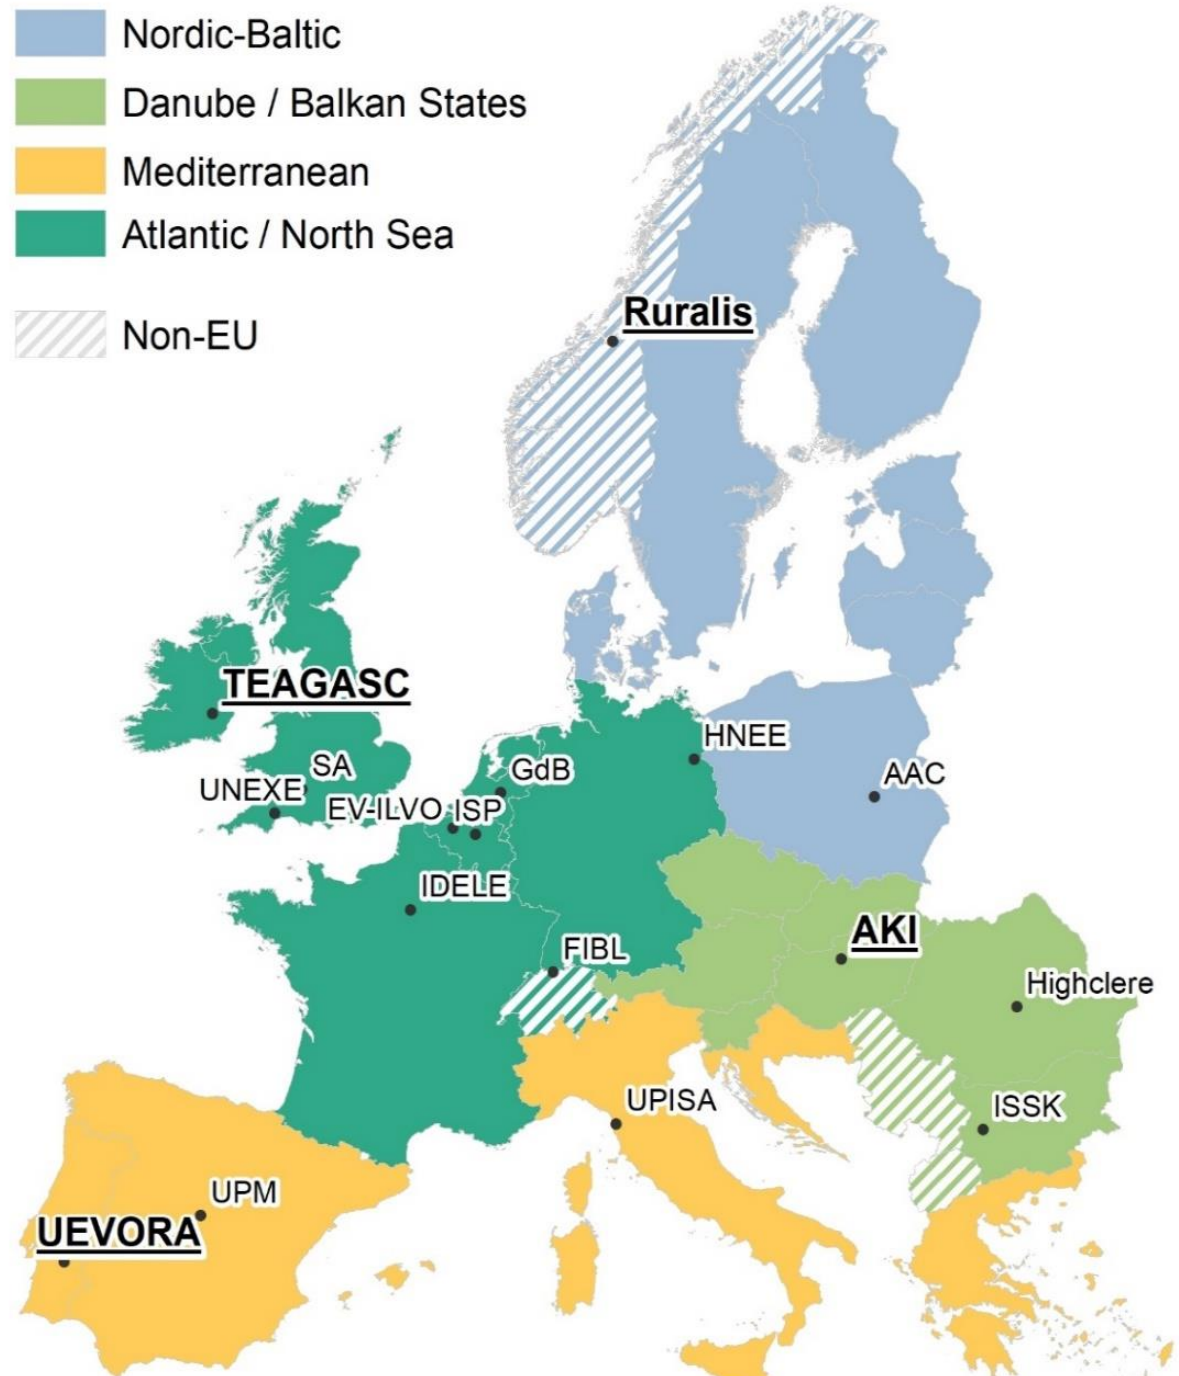 Nordic-Baltic
Danube / Balkan States
Mediterranean
Atlantic / North Sea
Non-EU
Ruralis
TEAGASC
HNEE
SA
GdB
AAC
UNEXE
EV-ILVO
ISP
IDELE
AKI
FIBL
Highclere
UPISA
ISSK
UPM
UEVORA